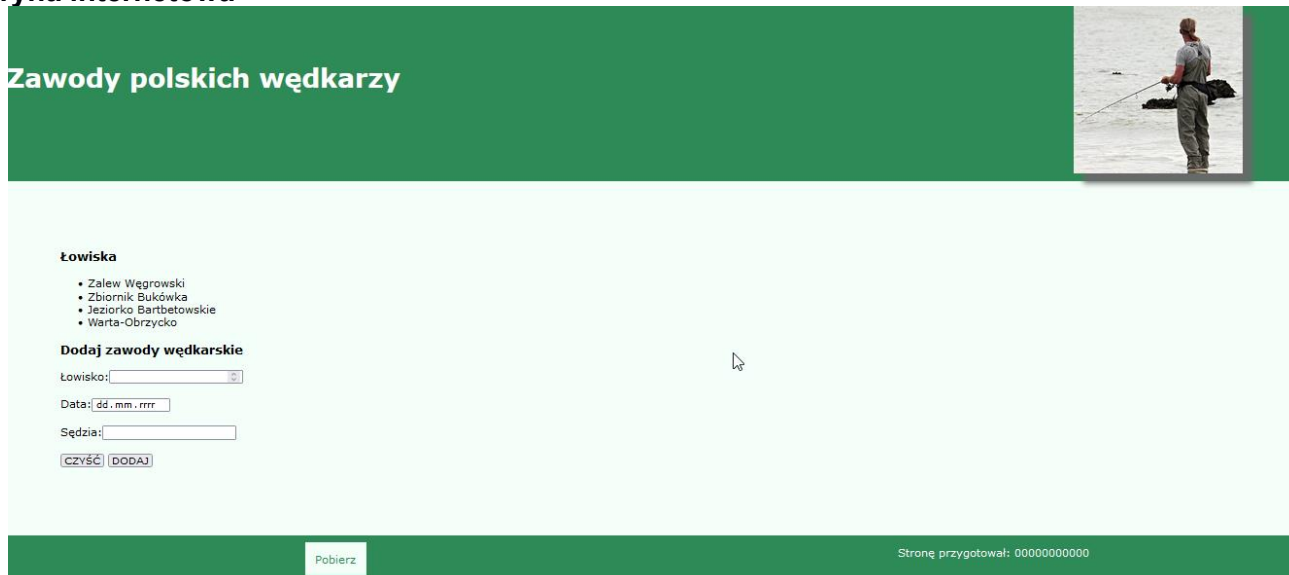 Zawody polskich wędkarzy
Łowiska
• Zalew Węgrowski
• Zbiornik Bukówka
• Jeziorko Bartbetowskie
• Warta-Obrzycko
Dodaj zawody wędkarskie
Łowisko:
Data: dd.mm.rrrr
Sędzia:
CZYŚĆ DODAJ
Pobierz
Stronę przygotował: 00000000000